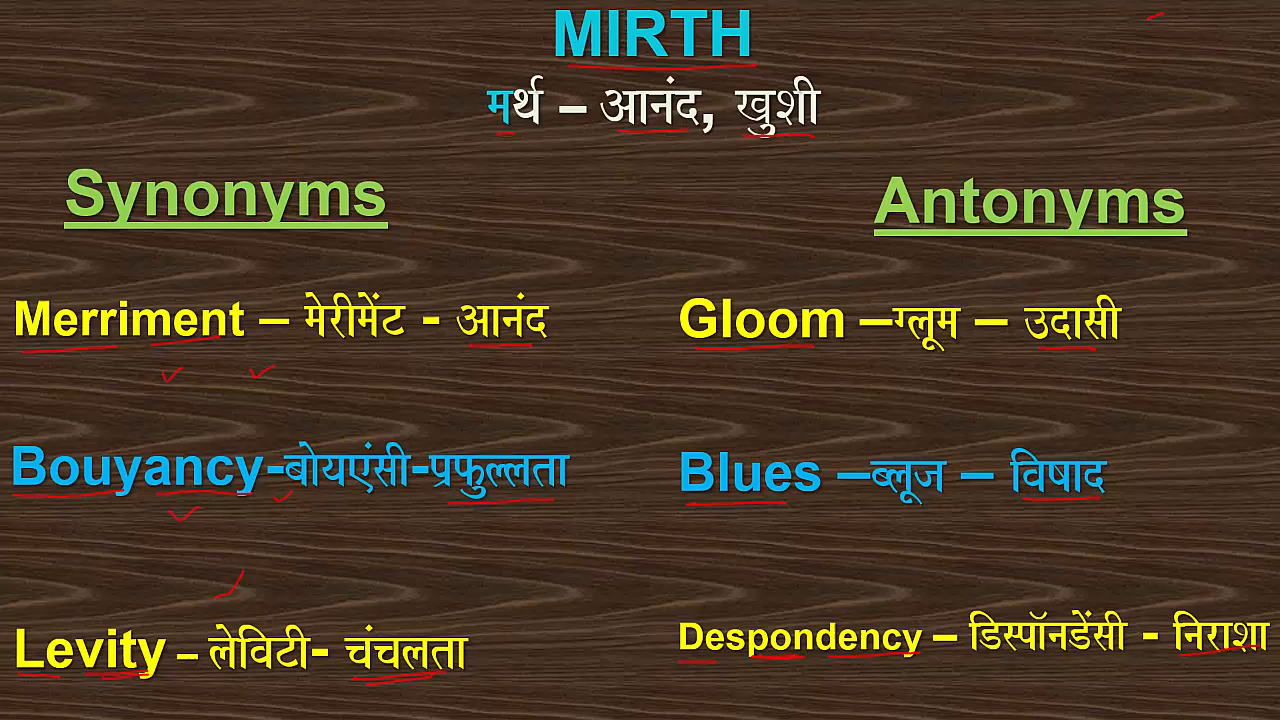 MIRTH
मर्थ – आनंद, खुशी
Synonyms
Antonyms
Merriment – मेरीमेंट - आनंद
Gloom –ग्लूम – उदासी
Bouyancy-बोयएंसी-प्रफुल्लता
Blues –ब्लूज – विषाद
Levity – लेविटी- चंचलता
Despondency – डिस्पॉनडेंसी - निराशा